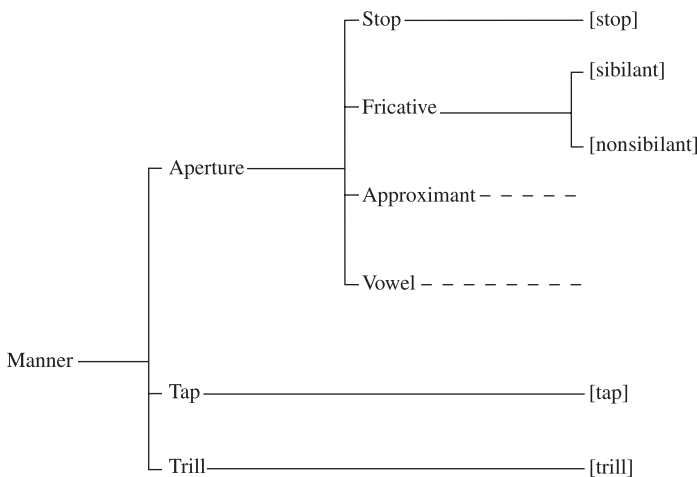 Stop [stop]
[sibilant]
Fricative
[nonsibilant]
Aperture
Approximant
Vowel
Manner
Tap [tap]
Trill [trill]